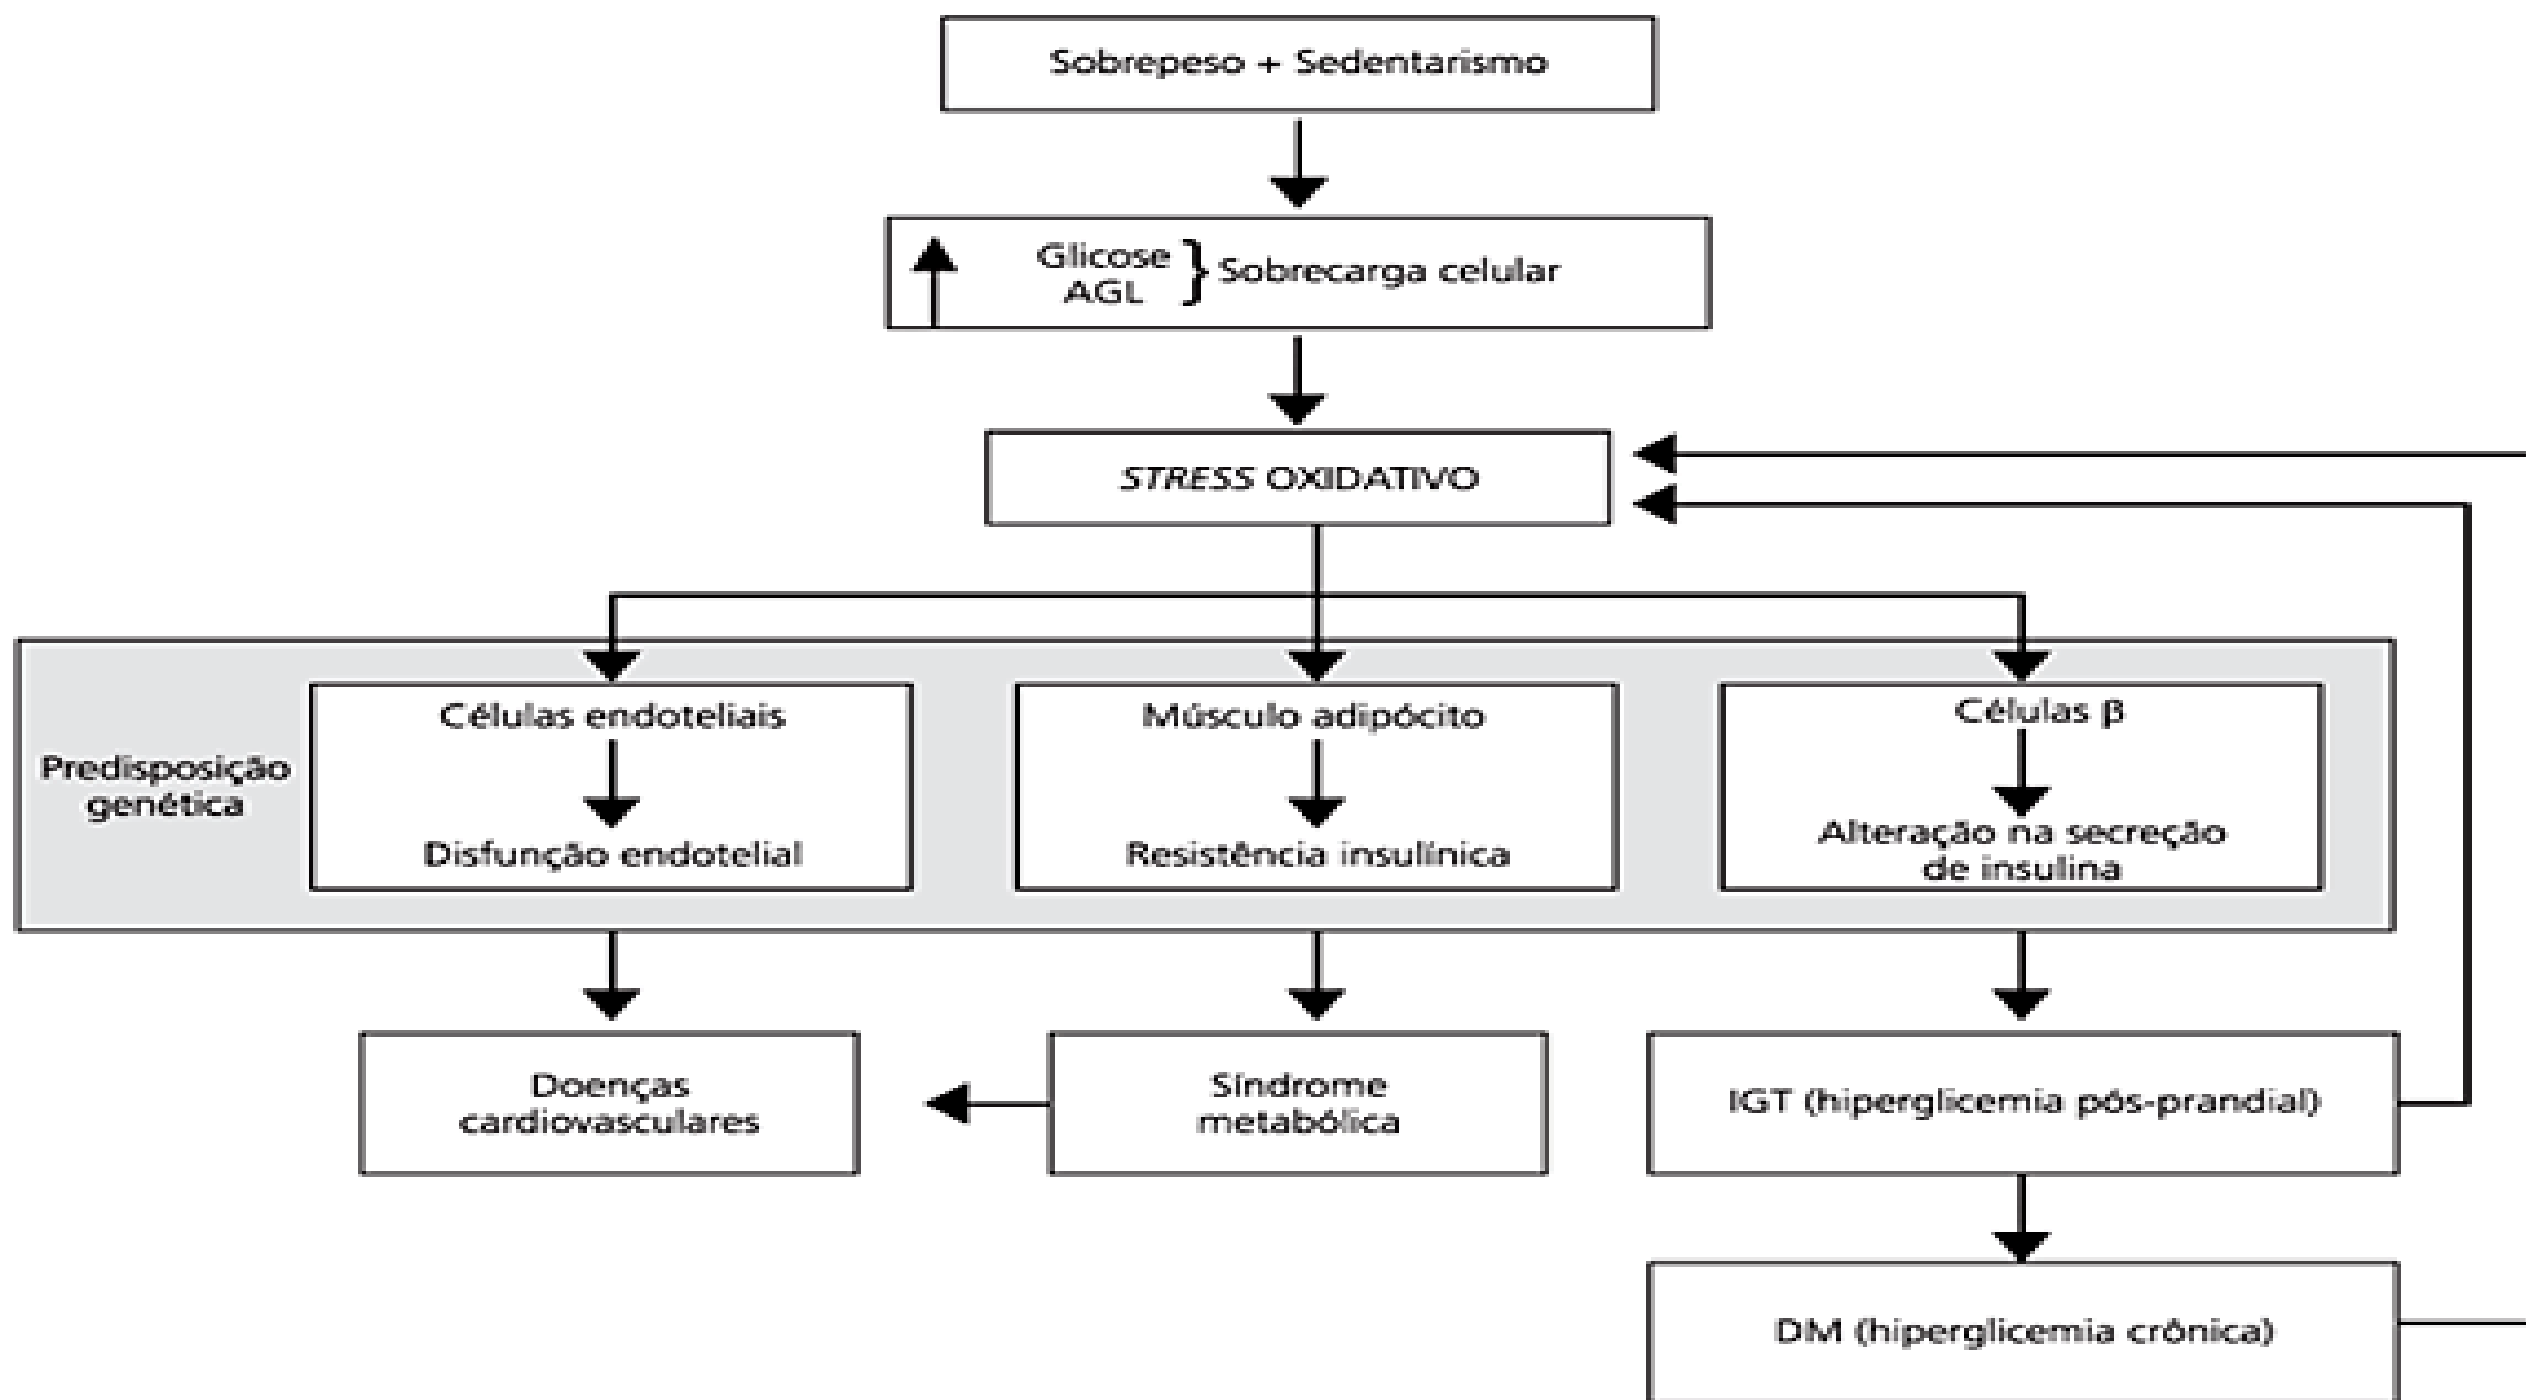 Sobrepeso + Sedentarismo
Glicose
AGL
} Sobrecarga celular
STRESS OXIDATIVO
Predisposição
genética
Células endoteliais
Disfunção endotelial
Músculo adipócito
Resistência insulínica
Células β
Alteração na secreção
de insulina
Doenças
cardiovasculares
Síndrome
metabólica
IGT (hiperglicemia pós-prandial)
DM (hiperglicemia crônica)